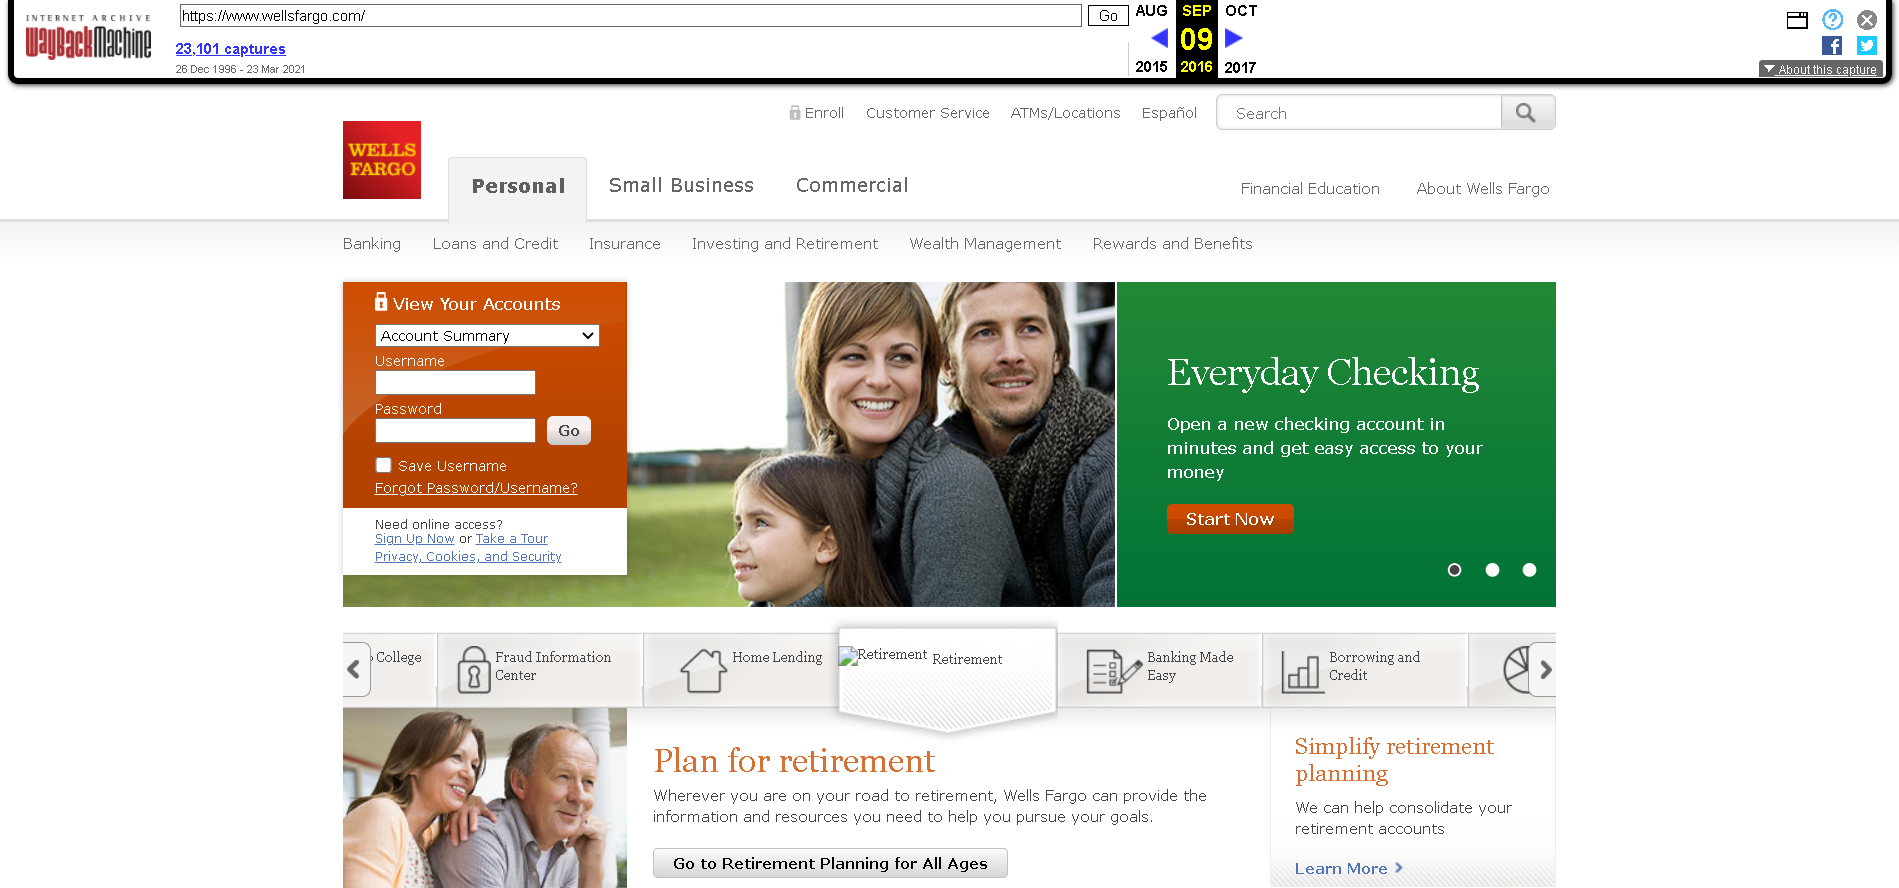 INTERNET ARCHIVE
WayBackMachine
https://www.wellsfargo.com/
Go
23,101 captures
26 Dec 1996 - 23 Mar 2021
AUG SEP OCT
09
2015 2016 2017
About this capture
Enroll
Customer Service
ATMs/Locations
Español
Search
WELLS
FARGO
Personal
Small Business
Commercial
Financial Education
About Wells Fargo
Banking
Loans and Credit
Insurance
Investing and Retirement
Wealth Management
Rewards and Benefits
View Your Accounts
Account Summary
Username
Password
Go
Save Username
Forgot Password/Username?
Need online access?
Sign Up Now or Take a Tour
Privacy, Cookies, and Security
Everyday Checking
Open a new checking account in
minutes and get easy access to your
money
Start Now
College
Fraud Information
Center
Home Lending
Retirement
Retirement
Banking Made
Easy
Borrowing and
Credit
Plan for retirement
Wherever you are on your road to retirement, Wells Fargo can provide the
information and resources you need to help you pursue your goals.
Go to Retirement Planning for All Ages
Simplify retirement
planning
We can help consolidate your
retirement accounts
Learn More